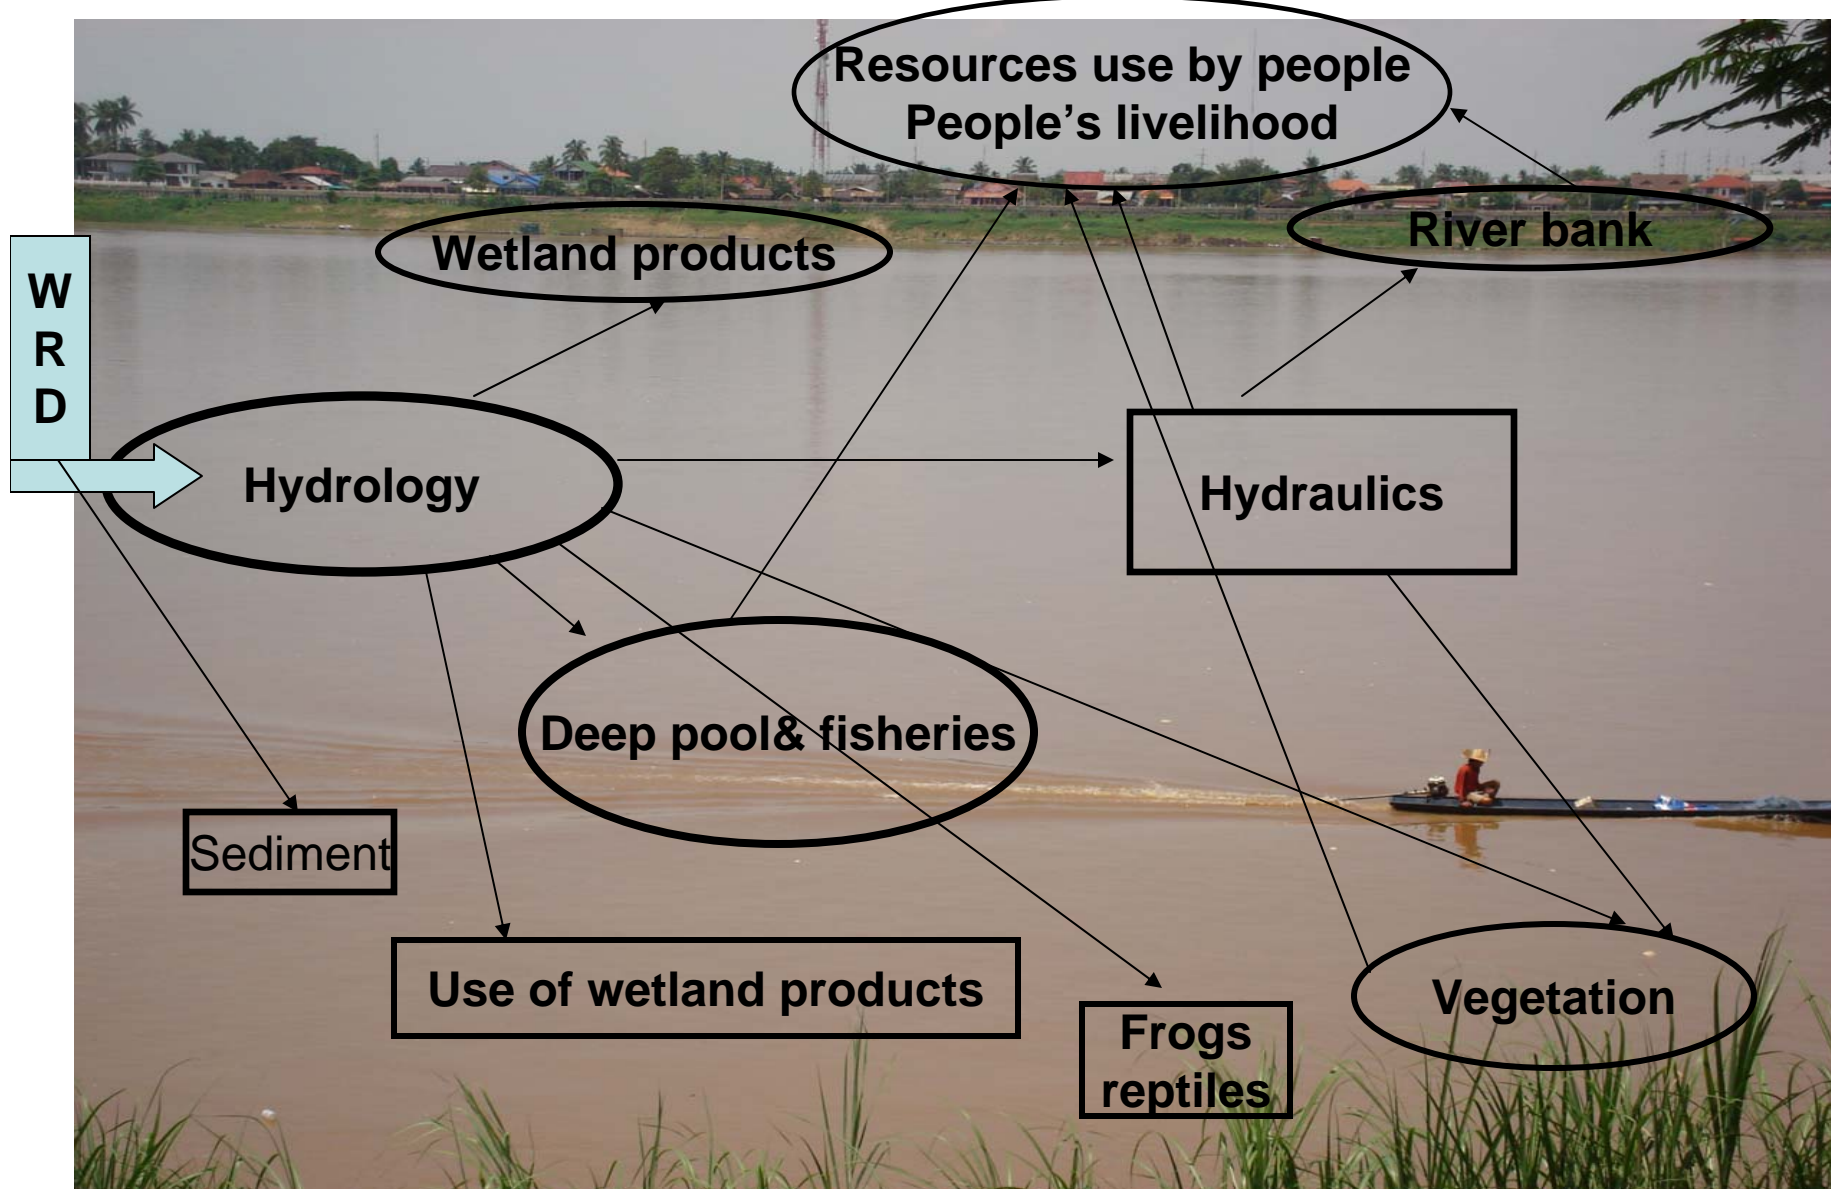 Resources use by people
People’s livelihood
River bank
Wetland products
W
R
D
Hydrology
Hydraulics
Deep pool& fisheries
Sediment
Use of wetland products
Vegetation
Frogs
reptiles